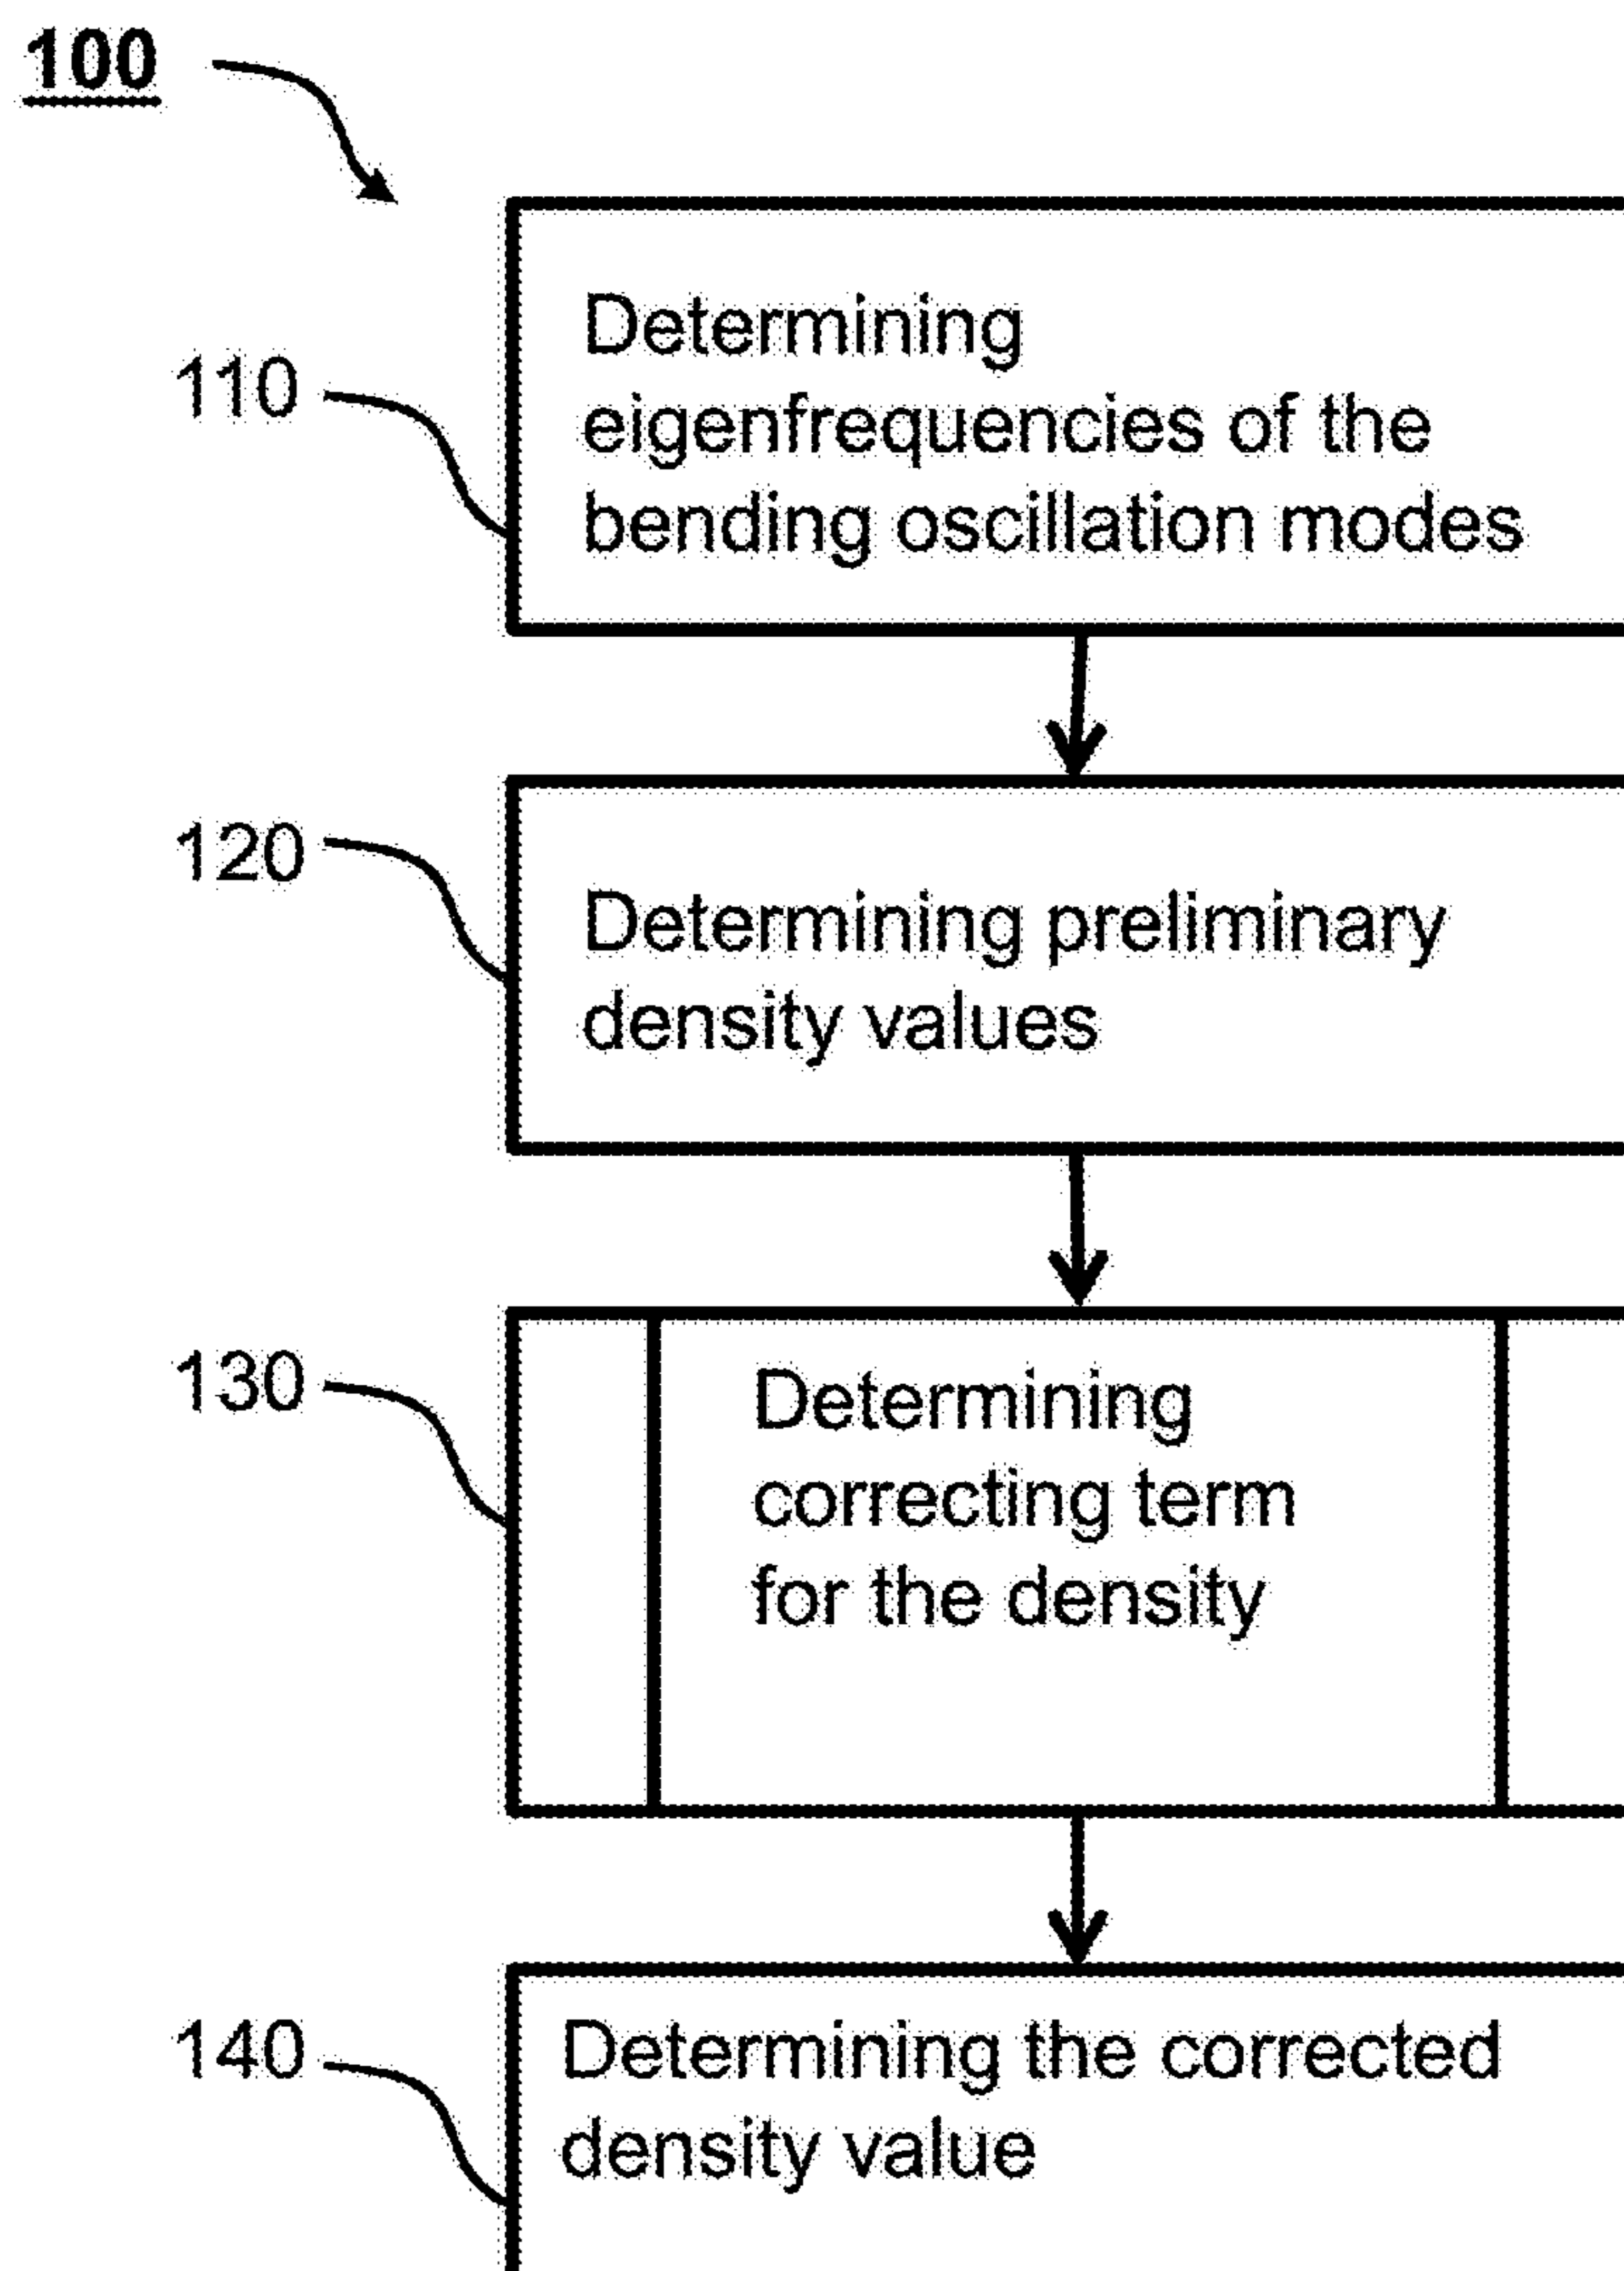 100
110
Determining
eigenfrequencies of the
bending oscillation modes
120
Determining preliminary
density values
130
Determining
correcting term
for the density
140
Determining the corrected
density value